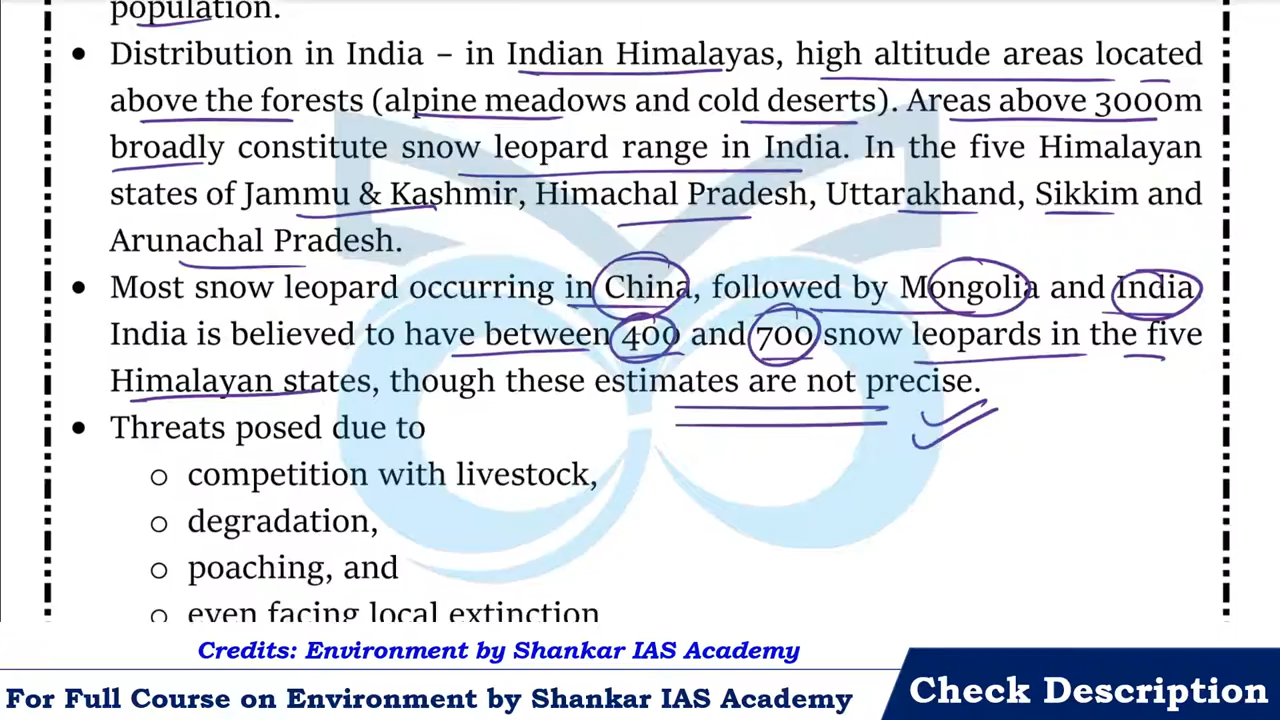 population.
• Distribution in India – in Indian Himalayas, high altitude areas located
above the forests (alpine meadows and cold deserts). Areas above 3000m
broadly constitute snow leopard range in India. In the five Himalayan
states of Jammu & Kashmir, Himachal Pradesh, Uttarakhand, Sikkim and
Arunachal Pradesh.
• Most snow leopard occurring in China, followed by Mongolia and India
India is believed to have between 400 and 700 snow leopards in the five
Himalayan states, though these estimates are not precise.
• Threats posed due to
○ competition with livestock,
○ degradation,
○ poaching, and
○ even facing local extinction
Credits: Environment by Shankar IAS Academy
For Full Course on Environment by Shankar IAS Academy
Check Description